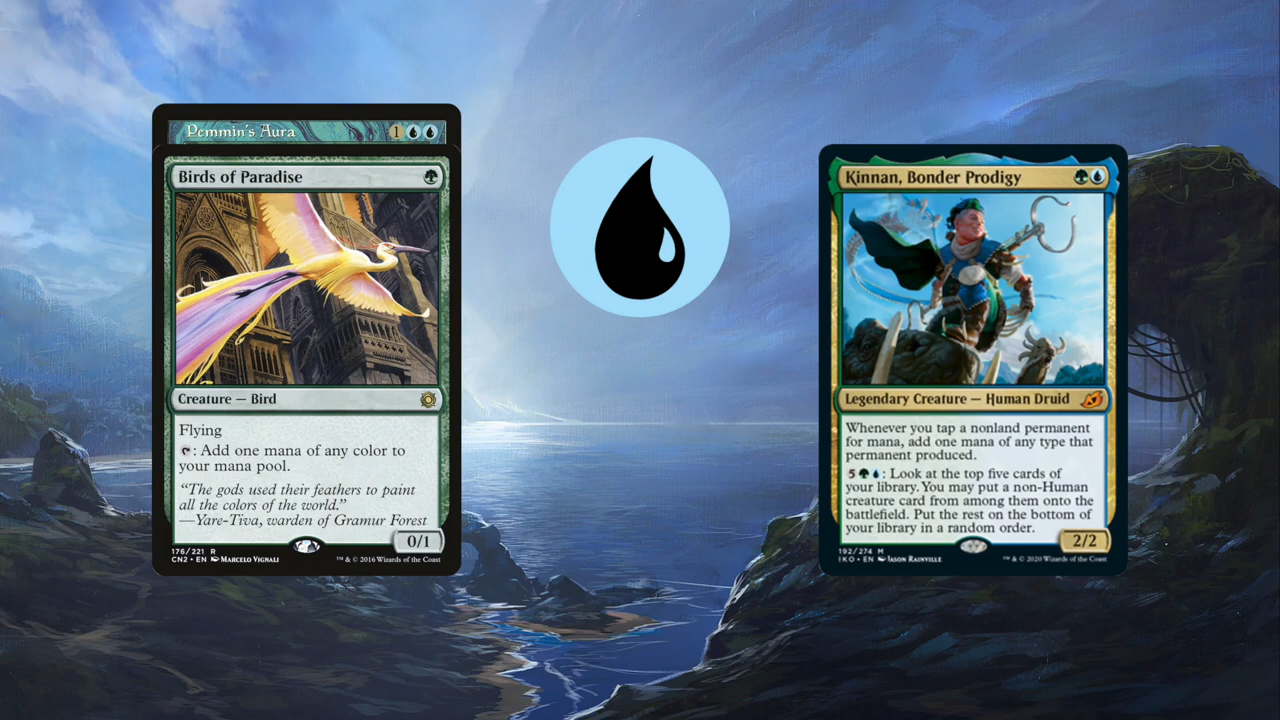 Pemmin's Aura 1
Birds of Paradise
Creature — Bird
Flying
: Add one mana of any color to
your mana pool.
“The gods used their feathers to paint
all the colors of the world.”
—Yare-Tiva, warden of Gramur Forest
0/1
176/221 R
CN2 • EN Marcelo Vignali
™ & © 2016 Wizards of the Coast
Kinnan, Bonder Prodigy
Legendary Creature — Human Druid
Whenever you tap a nonland permanent
for mana, add one mana of any type that
permanent produced.
5 : Look at the top five cards of
your library. You may put a non-Human
creature card from among them onto the
battlefield. Put the rest on the bottom of
your library in a random order.
2/2
192/274 M
IKO • EN Jason Rainville
™ & © 2020 Wizards of the Coast